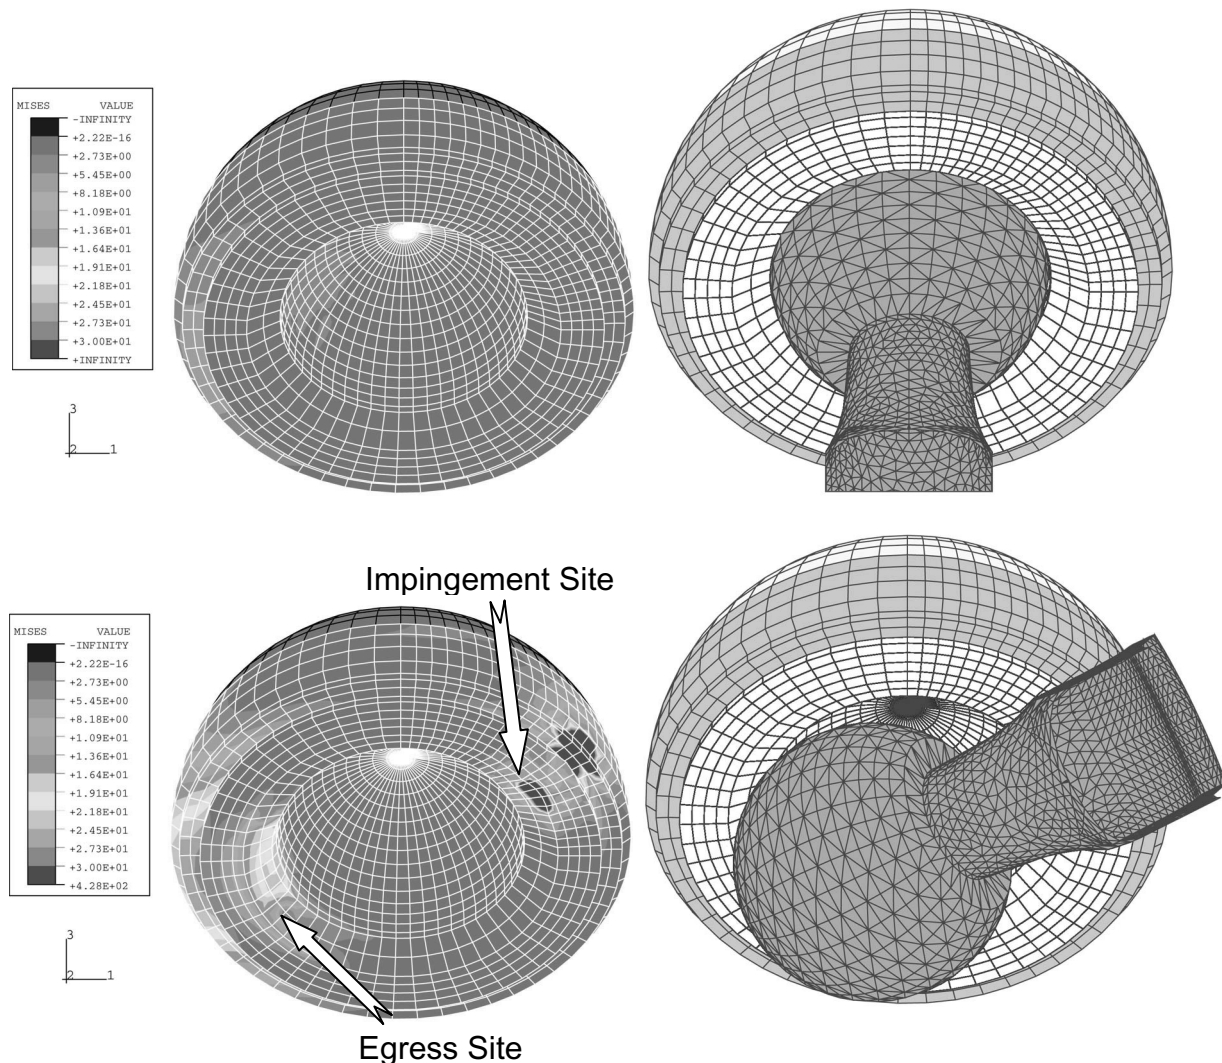 MISES VALUE
-INFINITY
+2.22E-16
+2.73E+00
+5.45E+00
+8.18E+00
+1.09E+01
+1.36E+01
+1.64E+01
+1.91E+01
+2.18E+01
+2.45E+01
+2.73E+01
+3.00E+01
+INFINITY
3
2 1
Impingement Site
MISES VALUE
-INFINITY
+2.22E-16
+2.73E+00
+5.45E+00
+8.18E+00
+1.09E+01
+1.36E+01
+1.64E+01
+1.91E+01
+2.18E+01
+2.45E+01
+2.73E+01
+3.00E+01
+4.28E+02
3
2 1
Egress Site